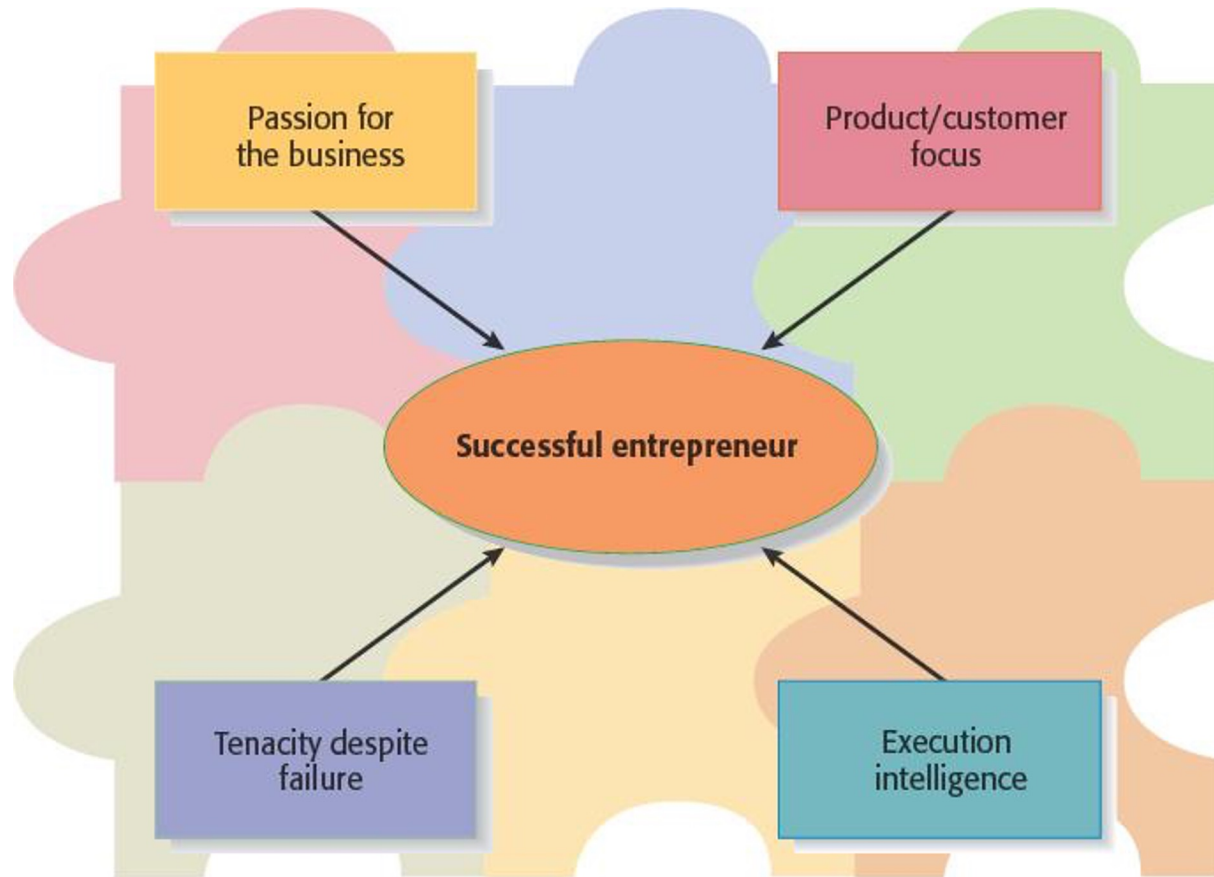 Passion for
the business
Product/customer
focus
Successful entrepreneur
Tenacity despite
failure
Execution
intelligence